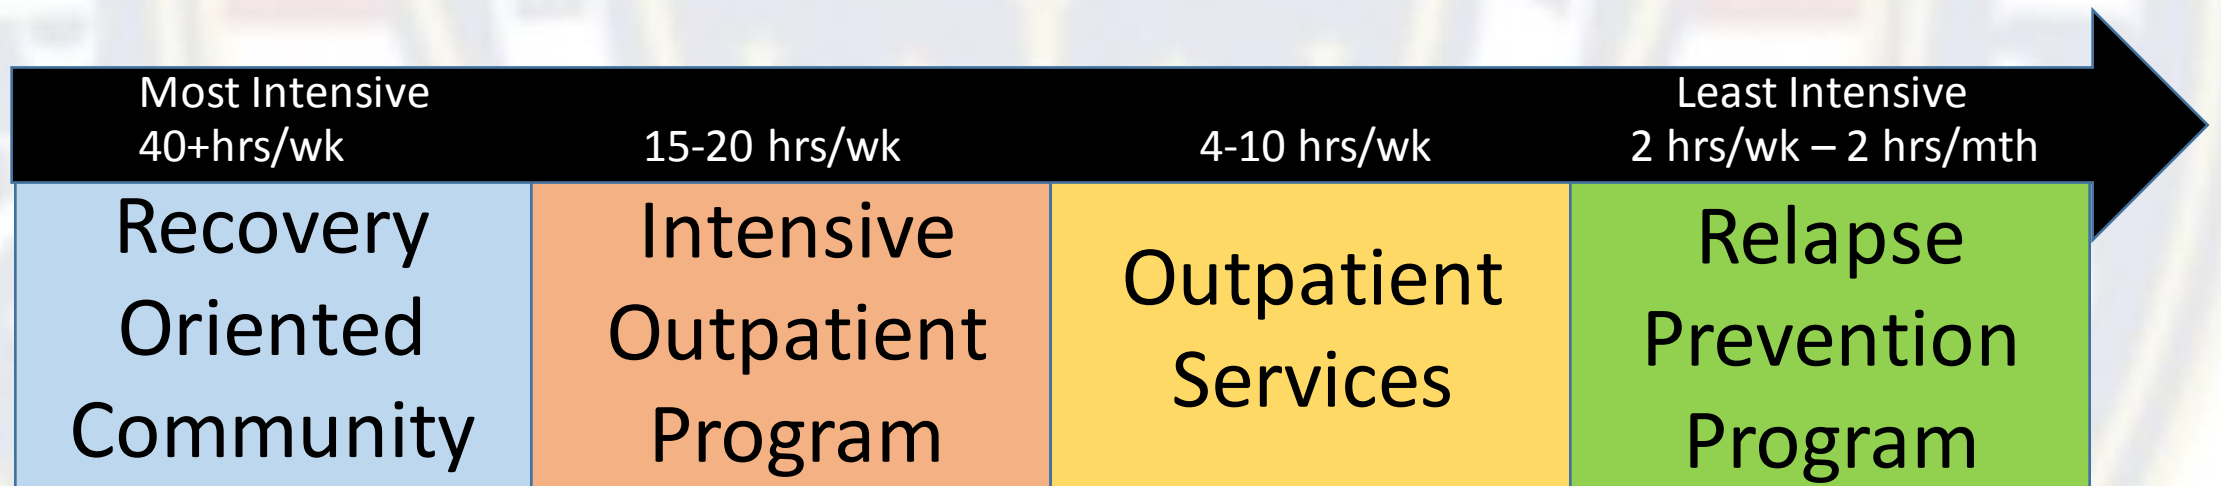 Most Intensive
40+hrs/wk
15-20 hrs/wk
4-10 hrs/wk
Least Intensive
2 hrs/wk – 2 hrs/mth
Recovery
Oriented
Community
Intensive
Outpatient
Program
Outpatient
Services
Relapse
Prevention
Program